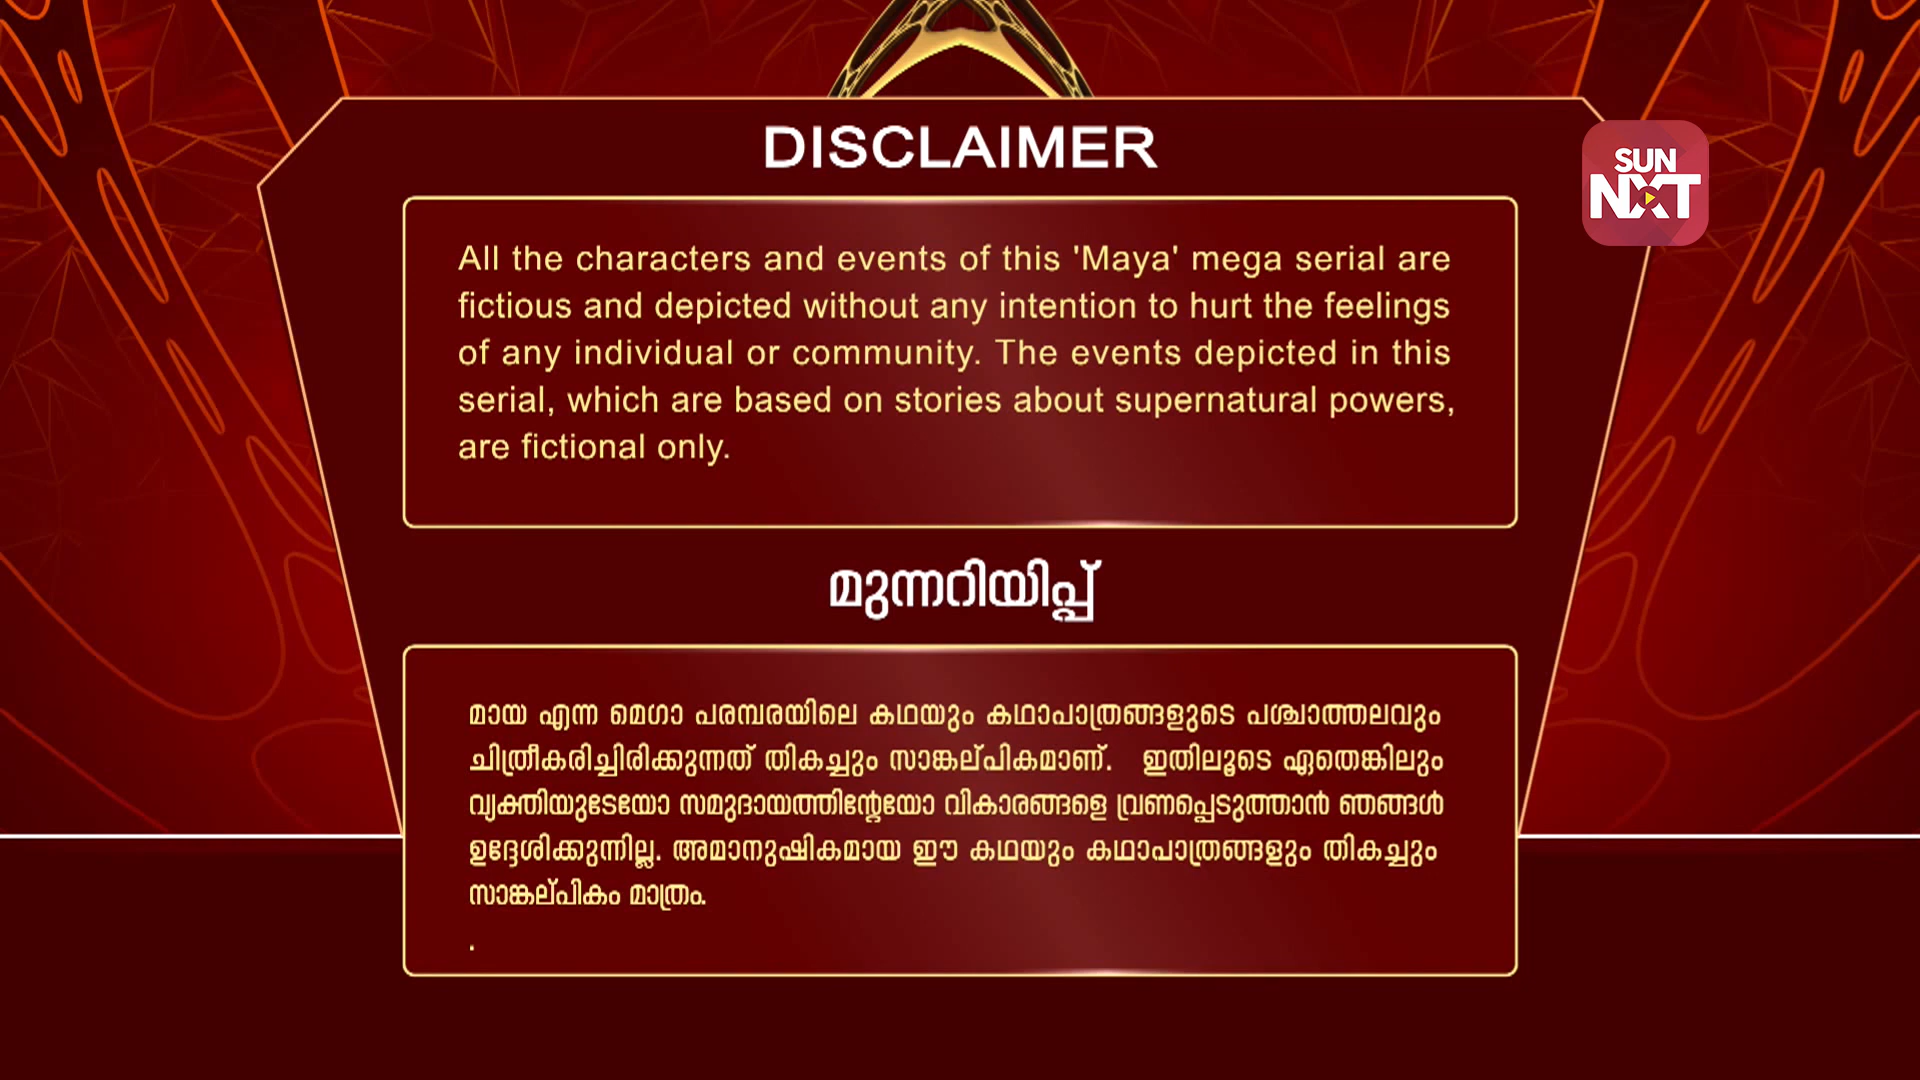 DISCLAIMER
SUN
NXT
All the characters and events of this 'Maya' mega serial are
fictious and depicted without any intention to hurt the feelings
of any individual or community. The events depicted in this
serial, which are based on stories about supernatural powers,
are fictional only.
മുന്നറിയിപ്പ്
മായ എന്ന മെഗാ പരമ്പരയിലെ കഥയും കഥാപാത്രങ്ങളുടെ പശ്ചാത്തലവും
ചിത്രീകരിച്ചിരിക്കുന്നത് തികച്ചും സാങ്കല്പികമാണ്. ഇതിലൂടെ ഏതെങ്കിലും
വ്യക്തിയുടേയോ സമുദായത്തിന്റേയോ വികാരങ്ങളെ വ്രണപ്പെടുത്താൻ ഞങ്ങൾ
ഉദ്ദേശിക്കുന്നില്ല. അമാനുഷികമായ ഈ കഥയും കഥാപാത്രങ്ങളും തികച്ചും
സാങ്കല്പികം മാത്രം.
.